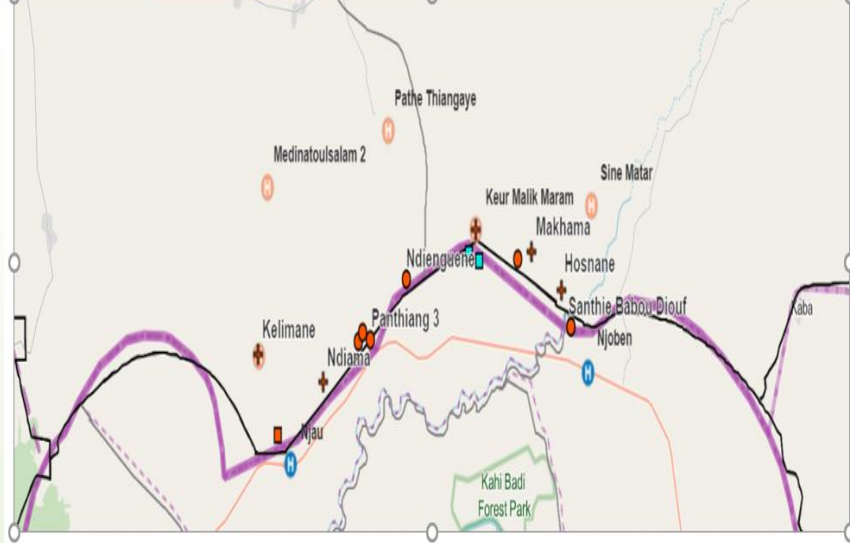 Pathe Thiangaye
Medinatoulsalam 2
Sine Matar
Keur Malik Maram
Makhama
Ndienguene
Hosnane
Santhie Babou Diouf
Kaba
Panthiang 3
Kelimane
Njoben
Ndiama
Njau
Kahi Badi
Forest Park
H
H
H
H